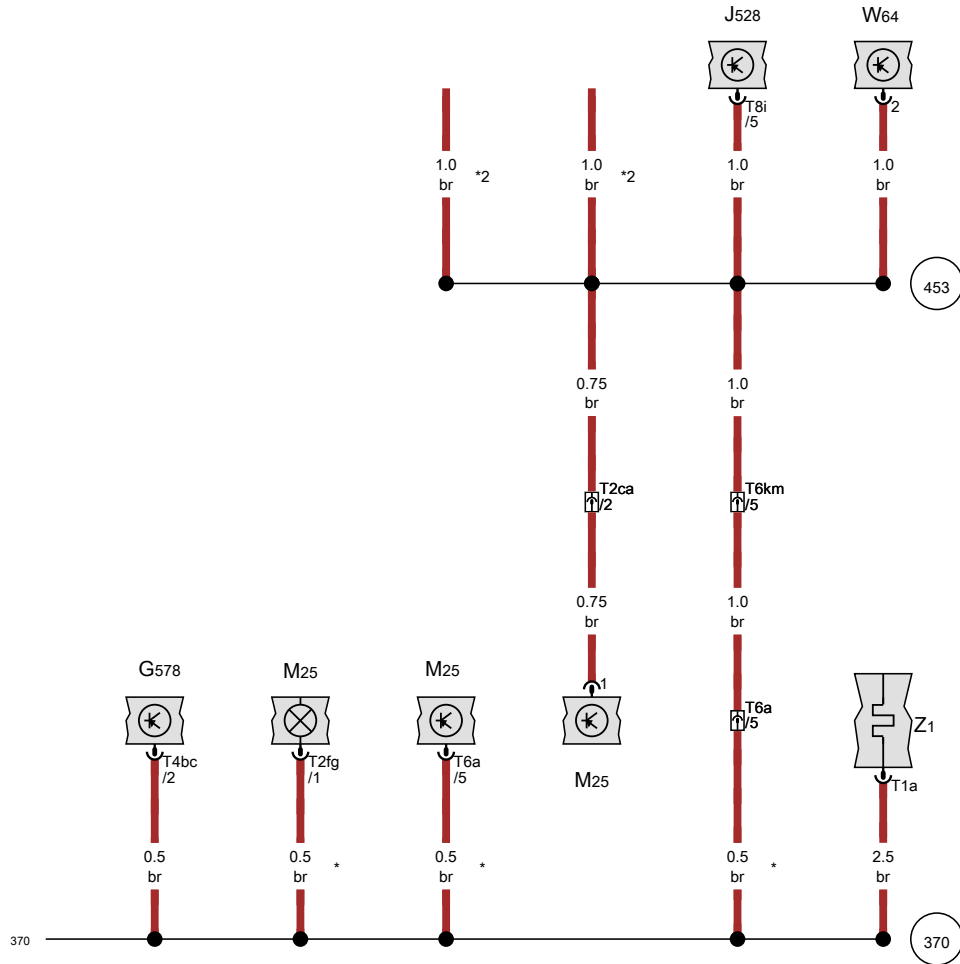 J528 W64
T8i
/5
2
1.0
br
*2
1.0
br
*2
1.0
br
1.0
br
453
0.75
br
1.0
br
T2ca
/2
T6km
/5
0.75
br
1.0
br
G578 M25 M25
1
T6a
/5
Z1
T4bc
/2
T2fg
/1
T6a
/5
M25
T1a
0.5
br
0.5
br
*
0.5
br
*
0.5
br
*
2.5
br
370
370